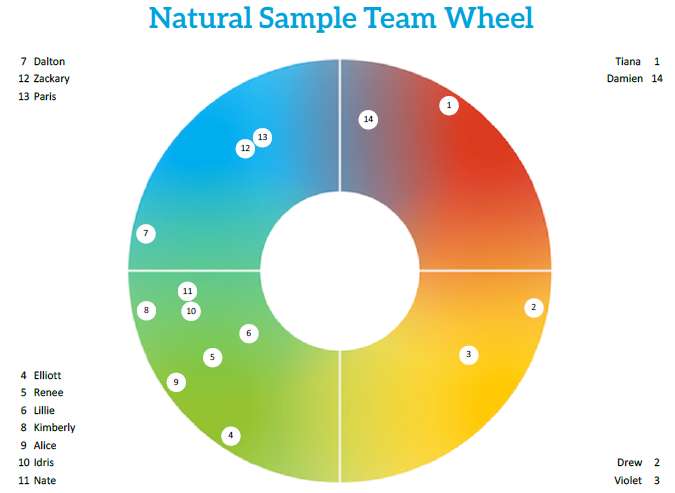 Natural Sample Team Wheel
7 Dalton
12 Zackary
13 Paris
Tiana 1
Damien 14
1
14
13
12
7
11
8
10
2
6
5
3
9
4
4 Elliott
5 Renee
6 Lillie
8 Kimberly
9 Alice
10 Idris
11 Nate
Drew 2
Violet 3